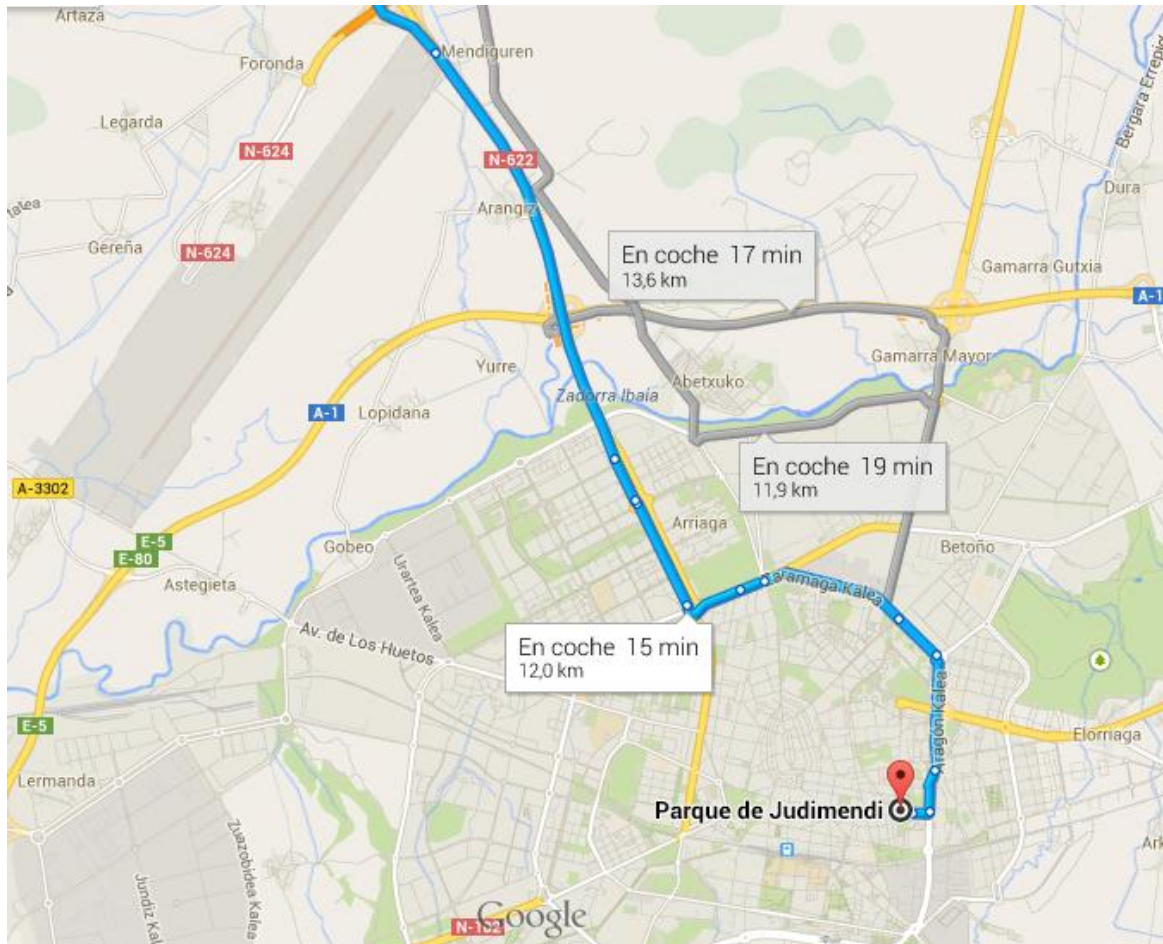 Artaza
Mendiguren
Foronda
Legarda
N-624
N-622
Bergara Errepi
Dura
Arangiz
Gereña
N-624
En coche 17 min
13,6 km
Gamarra Gutxia
A-1
Yurre
Gamarra Mayor
Abetxuko
Zadorra Ibaia
A-1
Lopidana
En coche 19 min
11,9 km
A-3302
Arriaga
E-5
E-80
Gobeo
Betoño
Astegieta
Urartea Kalea
Av. de Los Huetos
En coche 15 min
12,0 km
E-5
Aragón Kalea
Elorriaga
Lermanda
Parque de Judimendi
Zuazobidea Kalea
Jundiz Kalea
N-102
Google